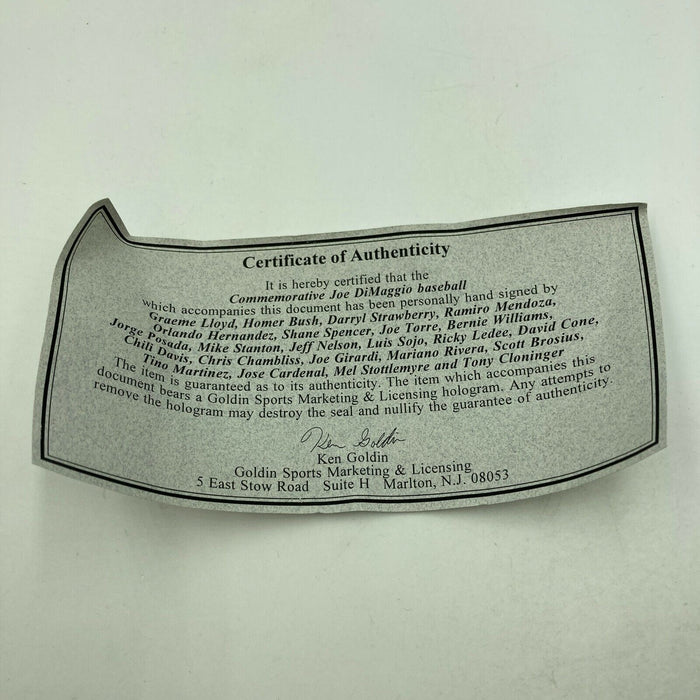 Certificate of Authenticity
It is hereby certified that the
Commemorative Joe DiMaggio baseball
which accompanies this document has been personally hand signed by
Graeme Lloyd, Homer Bush, Darryl Strawberry, Ramiro Mendoza,
Orlando Hernandez, Shane Spencer, Joe Torre, Bernie Williams,
Jorge Posada, Mike Stanton, Jeff Nelson, Luis Sojo, Ricky Ledee, David Cone,
Chili Davis, Chris Chambliss, Joe Girardi, Mariano Rivera, Scott Brosius,
Tino Martinez, Jose Cardenal, Mel Stottlemyre and Tony Cloninger
The item is guaranteed as to its authenticity. The item which accompanies this
document bears a Goldin Sports Marketing & Licensing hologram. Any attempts to
remove the hologram may destroy the seal and nullify the guarantee of authenticity.
Ken Goldin
Ken Goldin
Goldin Sports Marketing & Licensing
5 East Stow Road Suite H Marlton, N.J. 08053